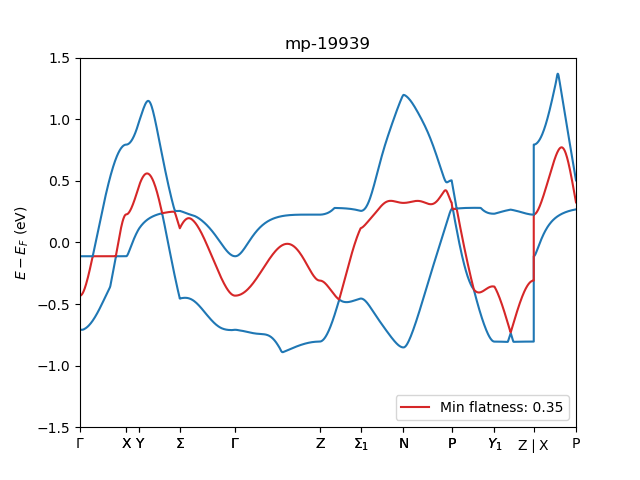 mp-19939
E − E_F (eV)
1.5
1.0
0.5
0.0
−0.5
−1.0
−1.5
Min flatness: 0.35
Γ X Y Σ Γ Z Σ₁ N P Y₁ Z | X P